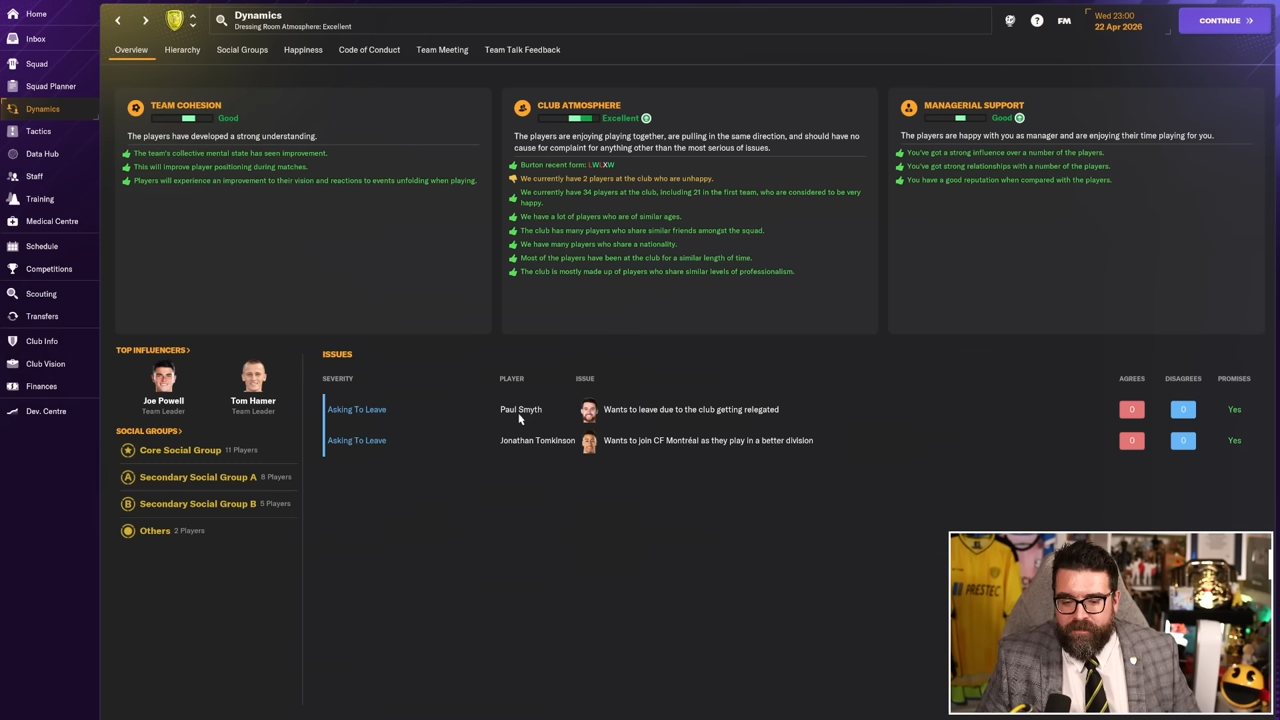 Home
Inbox
Squad
Squad Planner
Dynamics
Tactics
Data Hub
Staff
Training
Medical Centre
Schedule
Competitions
Scouting
Transfers
Club Info
Club Vision
Finances
Dev. Centre
Dynamics
Dressing Room Atmosphere: Excellent
FM
Wed 23:00
22 Apr 2026
CONTINUE
Overview
Hierarchy
Social Groups
Happiness
Code of Conduct
Team Meeting
Team Talk Feedback
TEAM COHESION
Good
The players have developed a strong understanding.
The team's collective mental state has seen improvement.
This will improve player positioning during matches.
Players will experience an improvement to their vision and reactions to events unfolding when playing.
CLUB ATMOSPHERE
Excellent
The players are enjoying playing together, are pulling in the same direction, and should have no
cause for complaint for anything other than the most serious of issues.
Burton recent form: LWLXW
We currently have 2 players at the club who are unhappy.
We currently have 34 players at the club, including 21 in the first team, who are considered to be very
happy.
We have a lot of players who are of similar ages.
The club has many players who share similar friends amongst the squad.
We have many players who share a nationality.
Most of the players have been at the club for a similar length of time.
The club is mostly made up of players who share similar levels of professionalism.
MANAGERIAL SUPPORT
Good
The players are happy with you as manager and are enjoying their time playing for you.
You've got a strong influence over a number of the players.
You've got strong relationships with a number of the players.
You have a good reputation when compared with the players.
TOP INFLUENCERS>
Joe Powell
Team Leader
Tom Hamer
Team Leader
SOCIAL GROUPS>
Core Social Group 11 Players
A Secondary Social Group A 8 Players
B Secondary Social Group B 5 Players
Others 2 Players
ISSUES
SEVERITY PLAYER ISSUE AGREES DISAGREES PROMISES
Asking To Leave Paul Smyth Wants to leave due to the club getting relegated 0 0 Yes
Asking To Leave Jonathan Tomkinson Wants to join CF Montréal as they play in a better division 0 0 Yes
PRESTEC